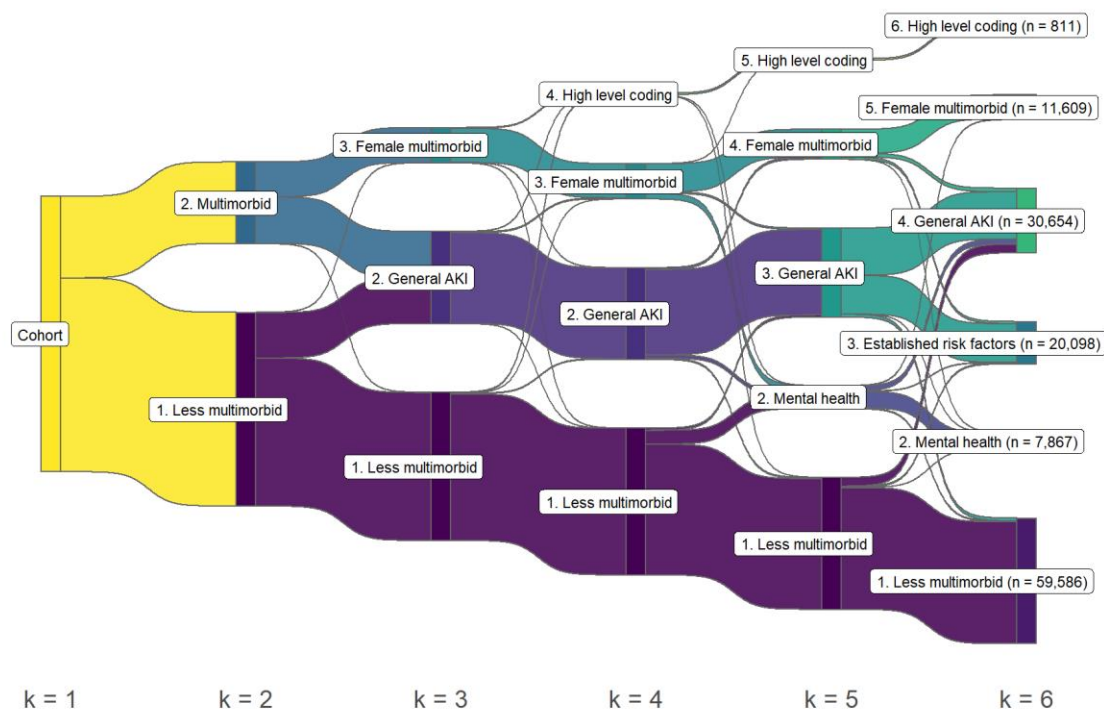 Cohort
2. Multimorbid
1. Less multimorbid
3. Female multimorbid
2. General AKI
1. Less multimorbid
4. High level coding
3. Female multimorbid
2. General AKI
1. Less multimorbid
5. High level coding
4. Female multimorbid
3. General AKI
2. Mental health
1. Less multimorbid
6. High level coding (n = 811)
5. Female multimorbid (n = 11,609)
4. General AKI (n = 30,654)
3. Established risk factors (n = 20,098)
2. Mental health (n = 7,867)
1. Less multimorbid (n = 59,586)
k = 1
k = 2
k = 3
k = 4
k = 5
k = 6